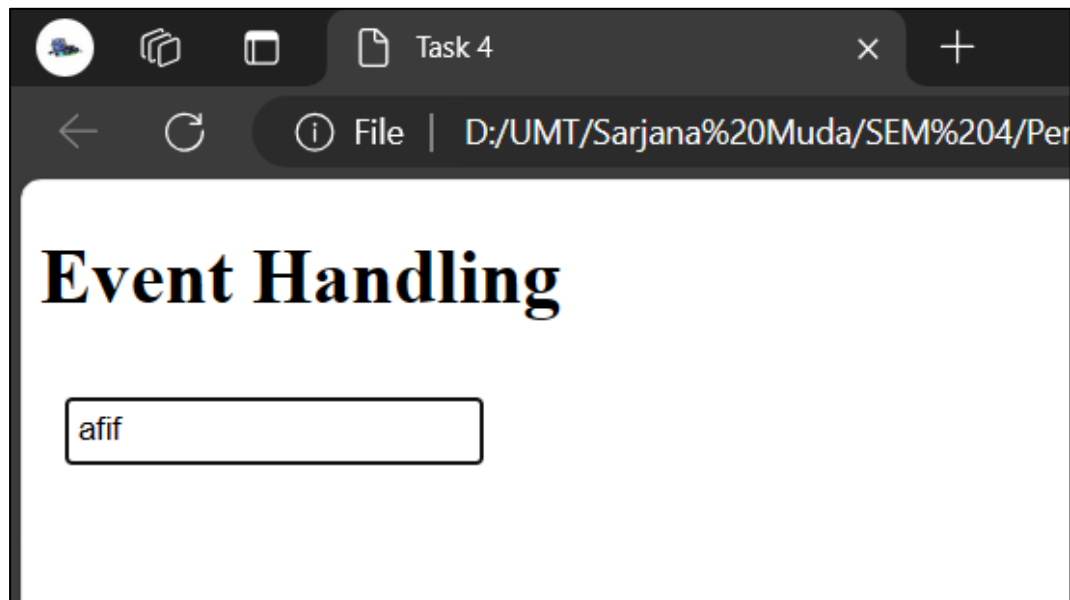 Task 4
File | D:/UMT/Sarjana%20Muda/SEM%204/Per
Event Handling
afif